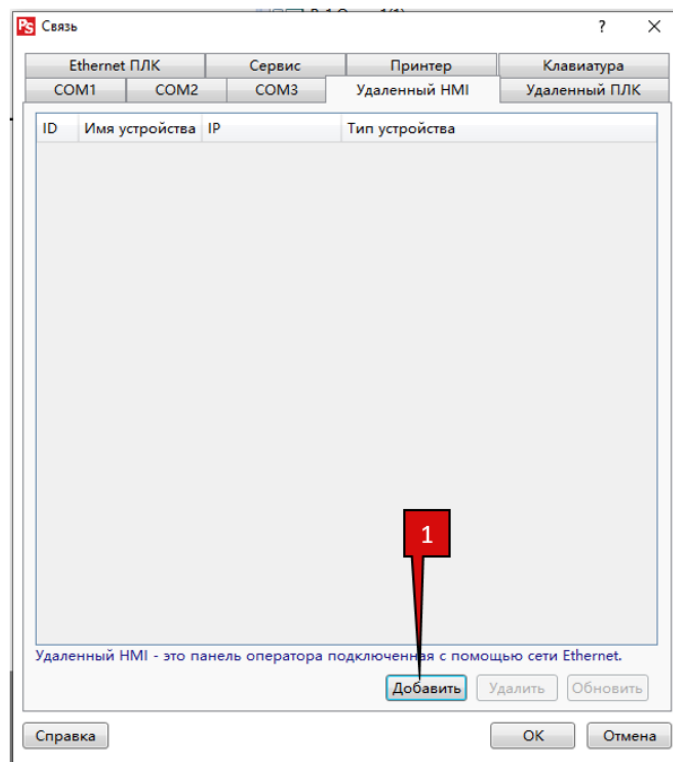 PS Связь ? ×
Ethernet ПЛК Сервис Принтер Клавиатура
COM1 COM2 COM3 Удаленный HMI Удаленный ПЛК
ID Имя устройства IP Тип устройства
1
Удаленный HMI - это панель оператора подключенная с помощью сети Ethernet.
Добавить Удалить Обновить
Справка OK Отмена